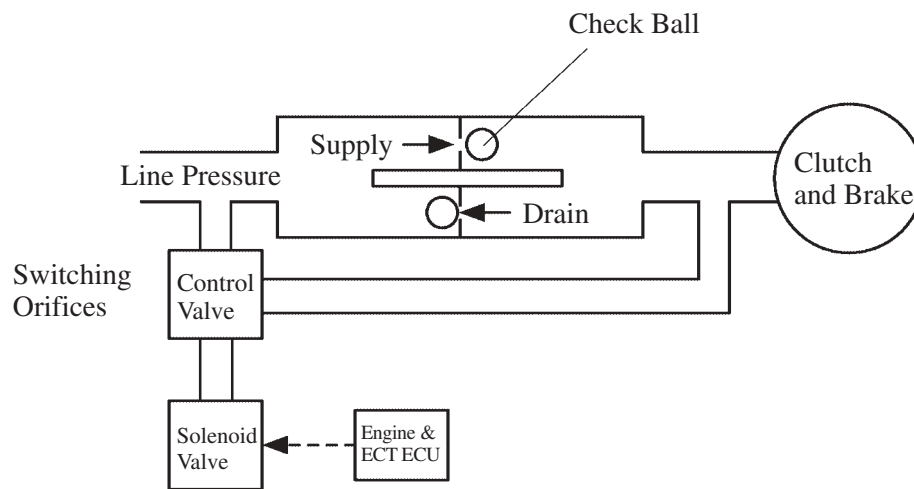 Check Ball
Supply
Line Pressure
Clutch
and Brake
Drain
Switching
Orifices
Control
Valve
Solenoid
Valve
Engine &
ECT ECU